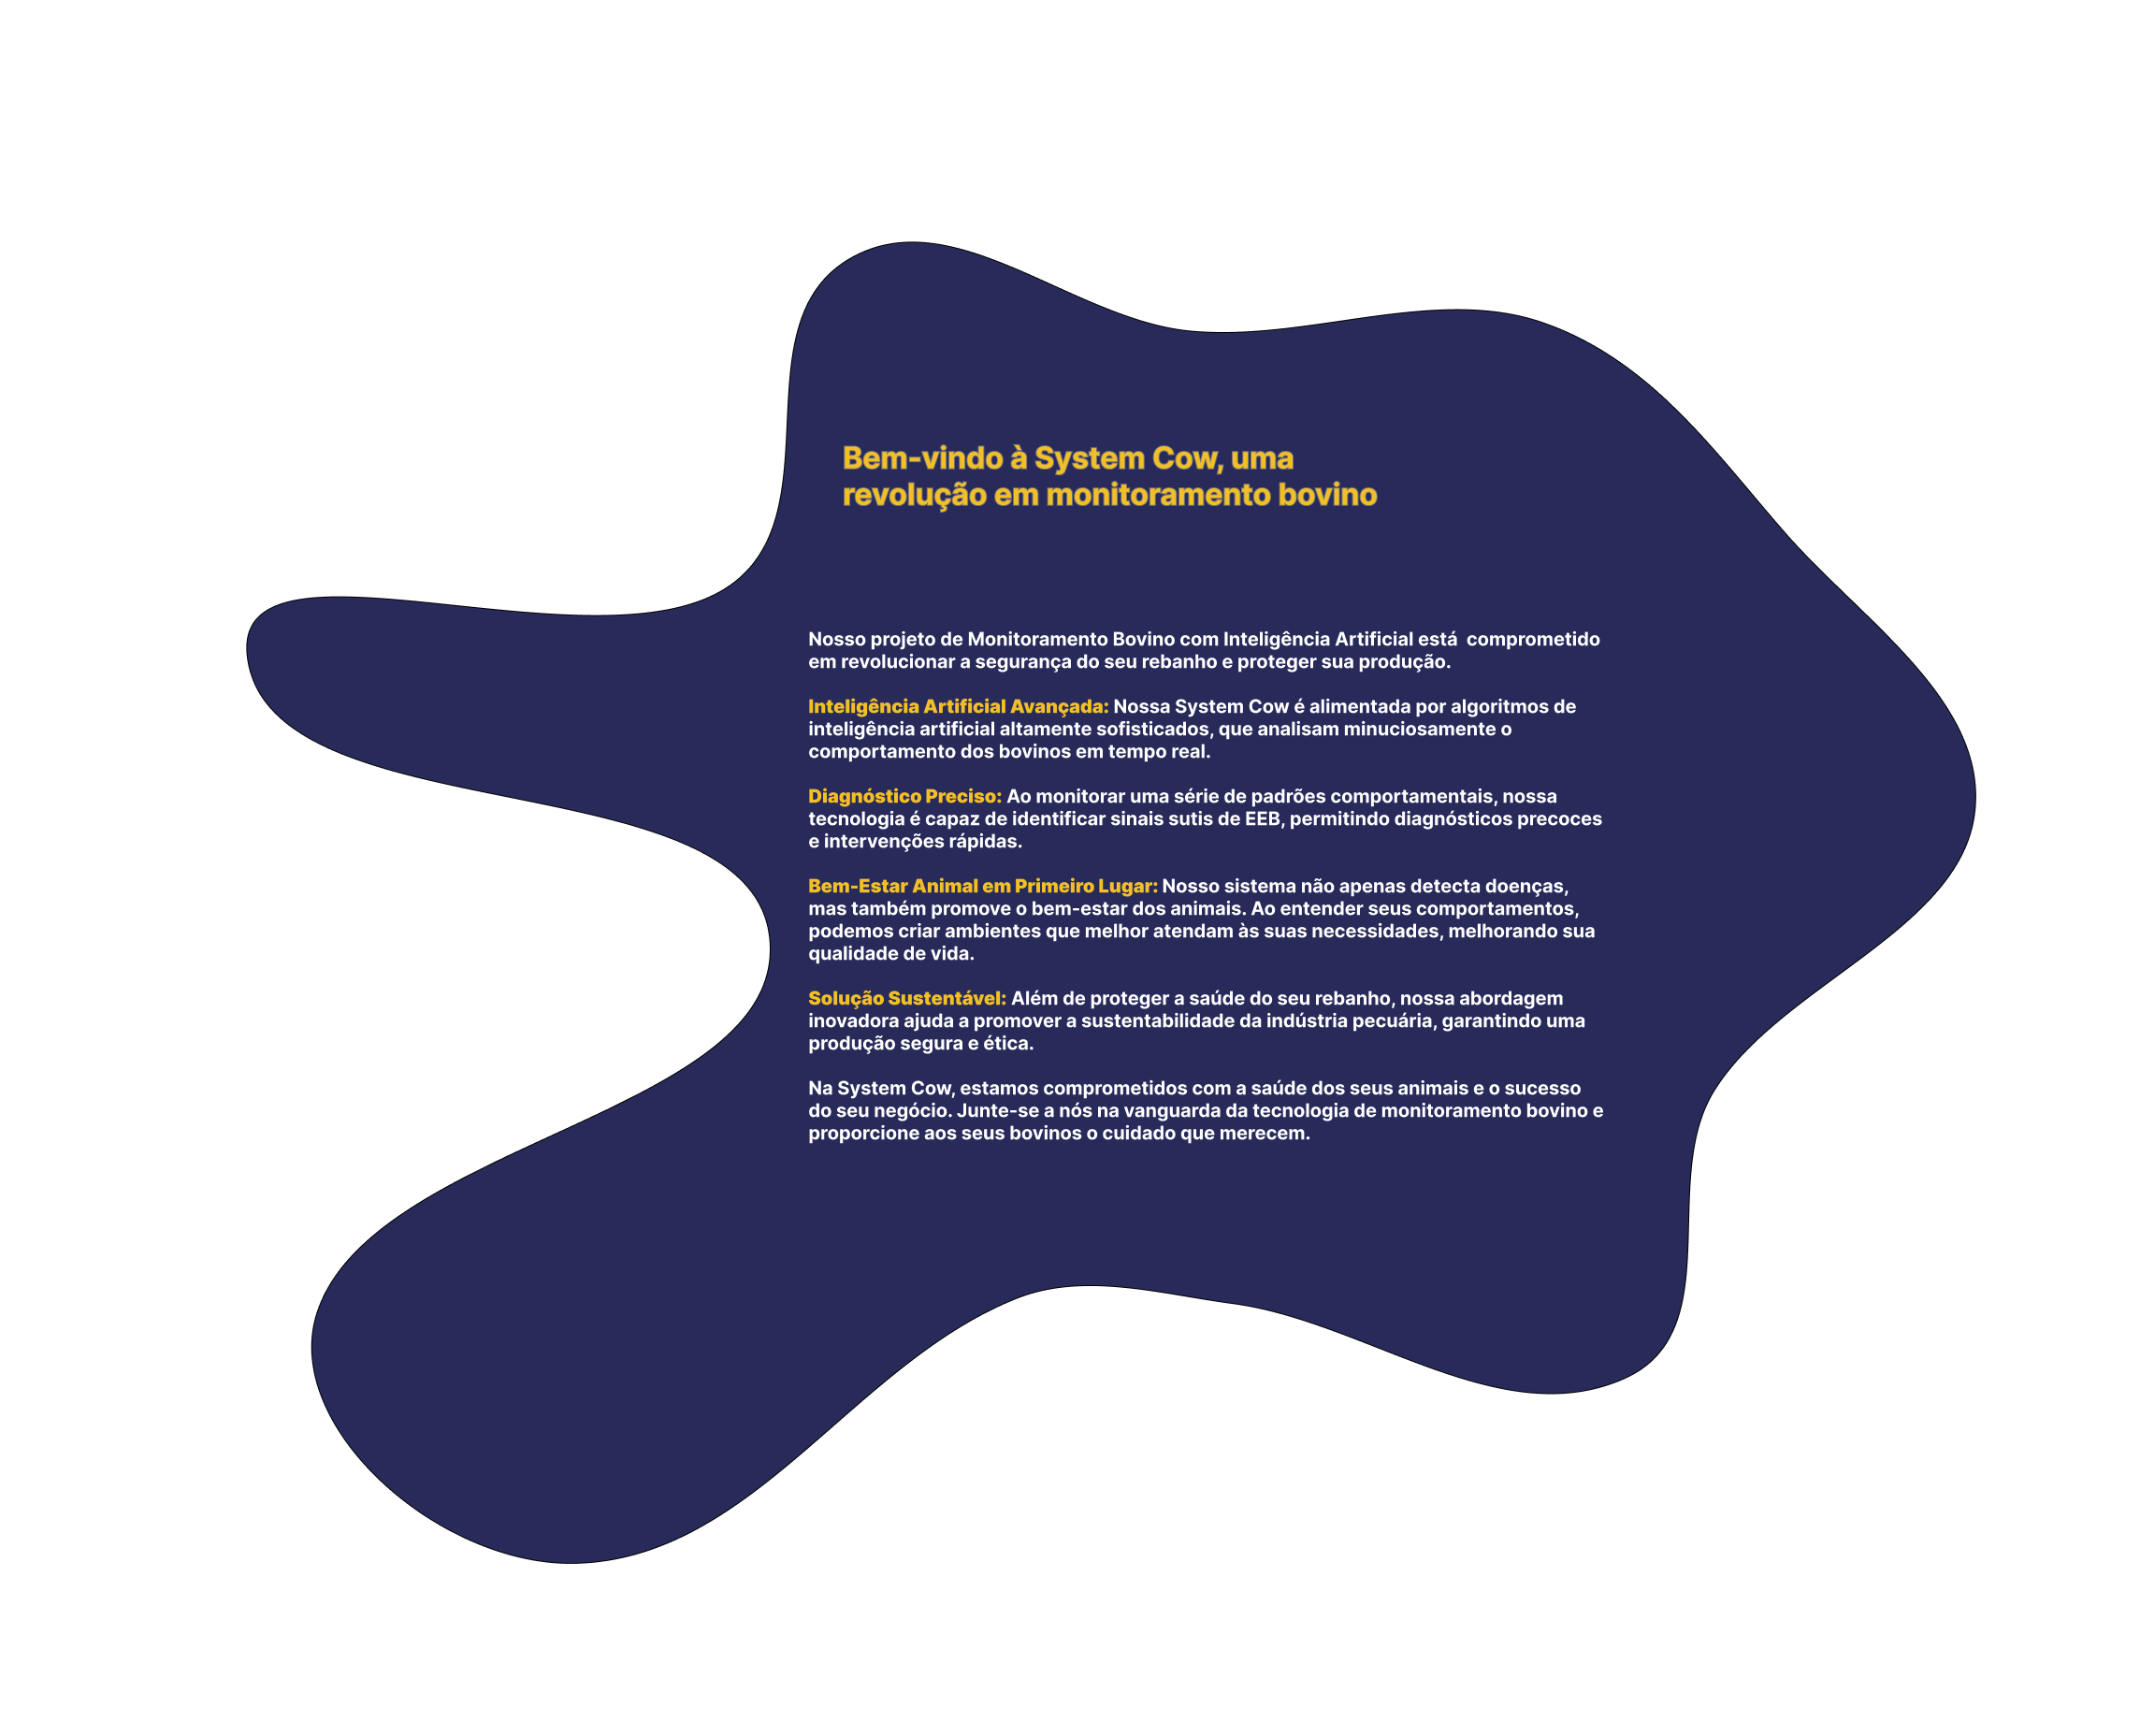 Bem-vindo à System Cow, uma
revolução em monitoramento bovino
Nosso projeto de Monitoramento Bovino com Inteligência Artificial está  comprometido
em revolucionar a segurança do seu rebanho e proteger sua produção.
Inteligência Artificial Avançada: Nossa System Cow é alimentada por algoritmos de
inteligência artificial altamente sofisticados, que analisam minuciosamente o
comportamento dos bovinos em tempo real.
Diagnóstico Preciso: Ao monitorar uma série de padrões comportamentais, nossa
tecnologia é capaz de identificar sinais sutis de EEB, permitindo diagnósticos precoces
e intervenções rápidas.
Bem-Estar Animal em Primeiro Lugar: Nosso sistema não apenas detecta doenças,
mas também promove o bem-estar dos animais. Ao entender seus comportamentos,
podemos criar ambientes que melhor atendam às suas necessidades, melhorando sua
qualidade de vida.
Solução Sustentável: Além de proteger a saúde do seu rebanho, nossa abordagem
inovadora ajuda a promover a sustentabilidade da indústria pecuária, garantindo uma
produção segura e ética.
Na System Cow, estamos comprometidos com a saúde dos seus animais e o sucesso
do seu negócio. Junte-se a nós na vanguarda da tecnologia de monitoramento bovino e
proporcione aos seus bovinos o cuidado que merecem.